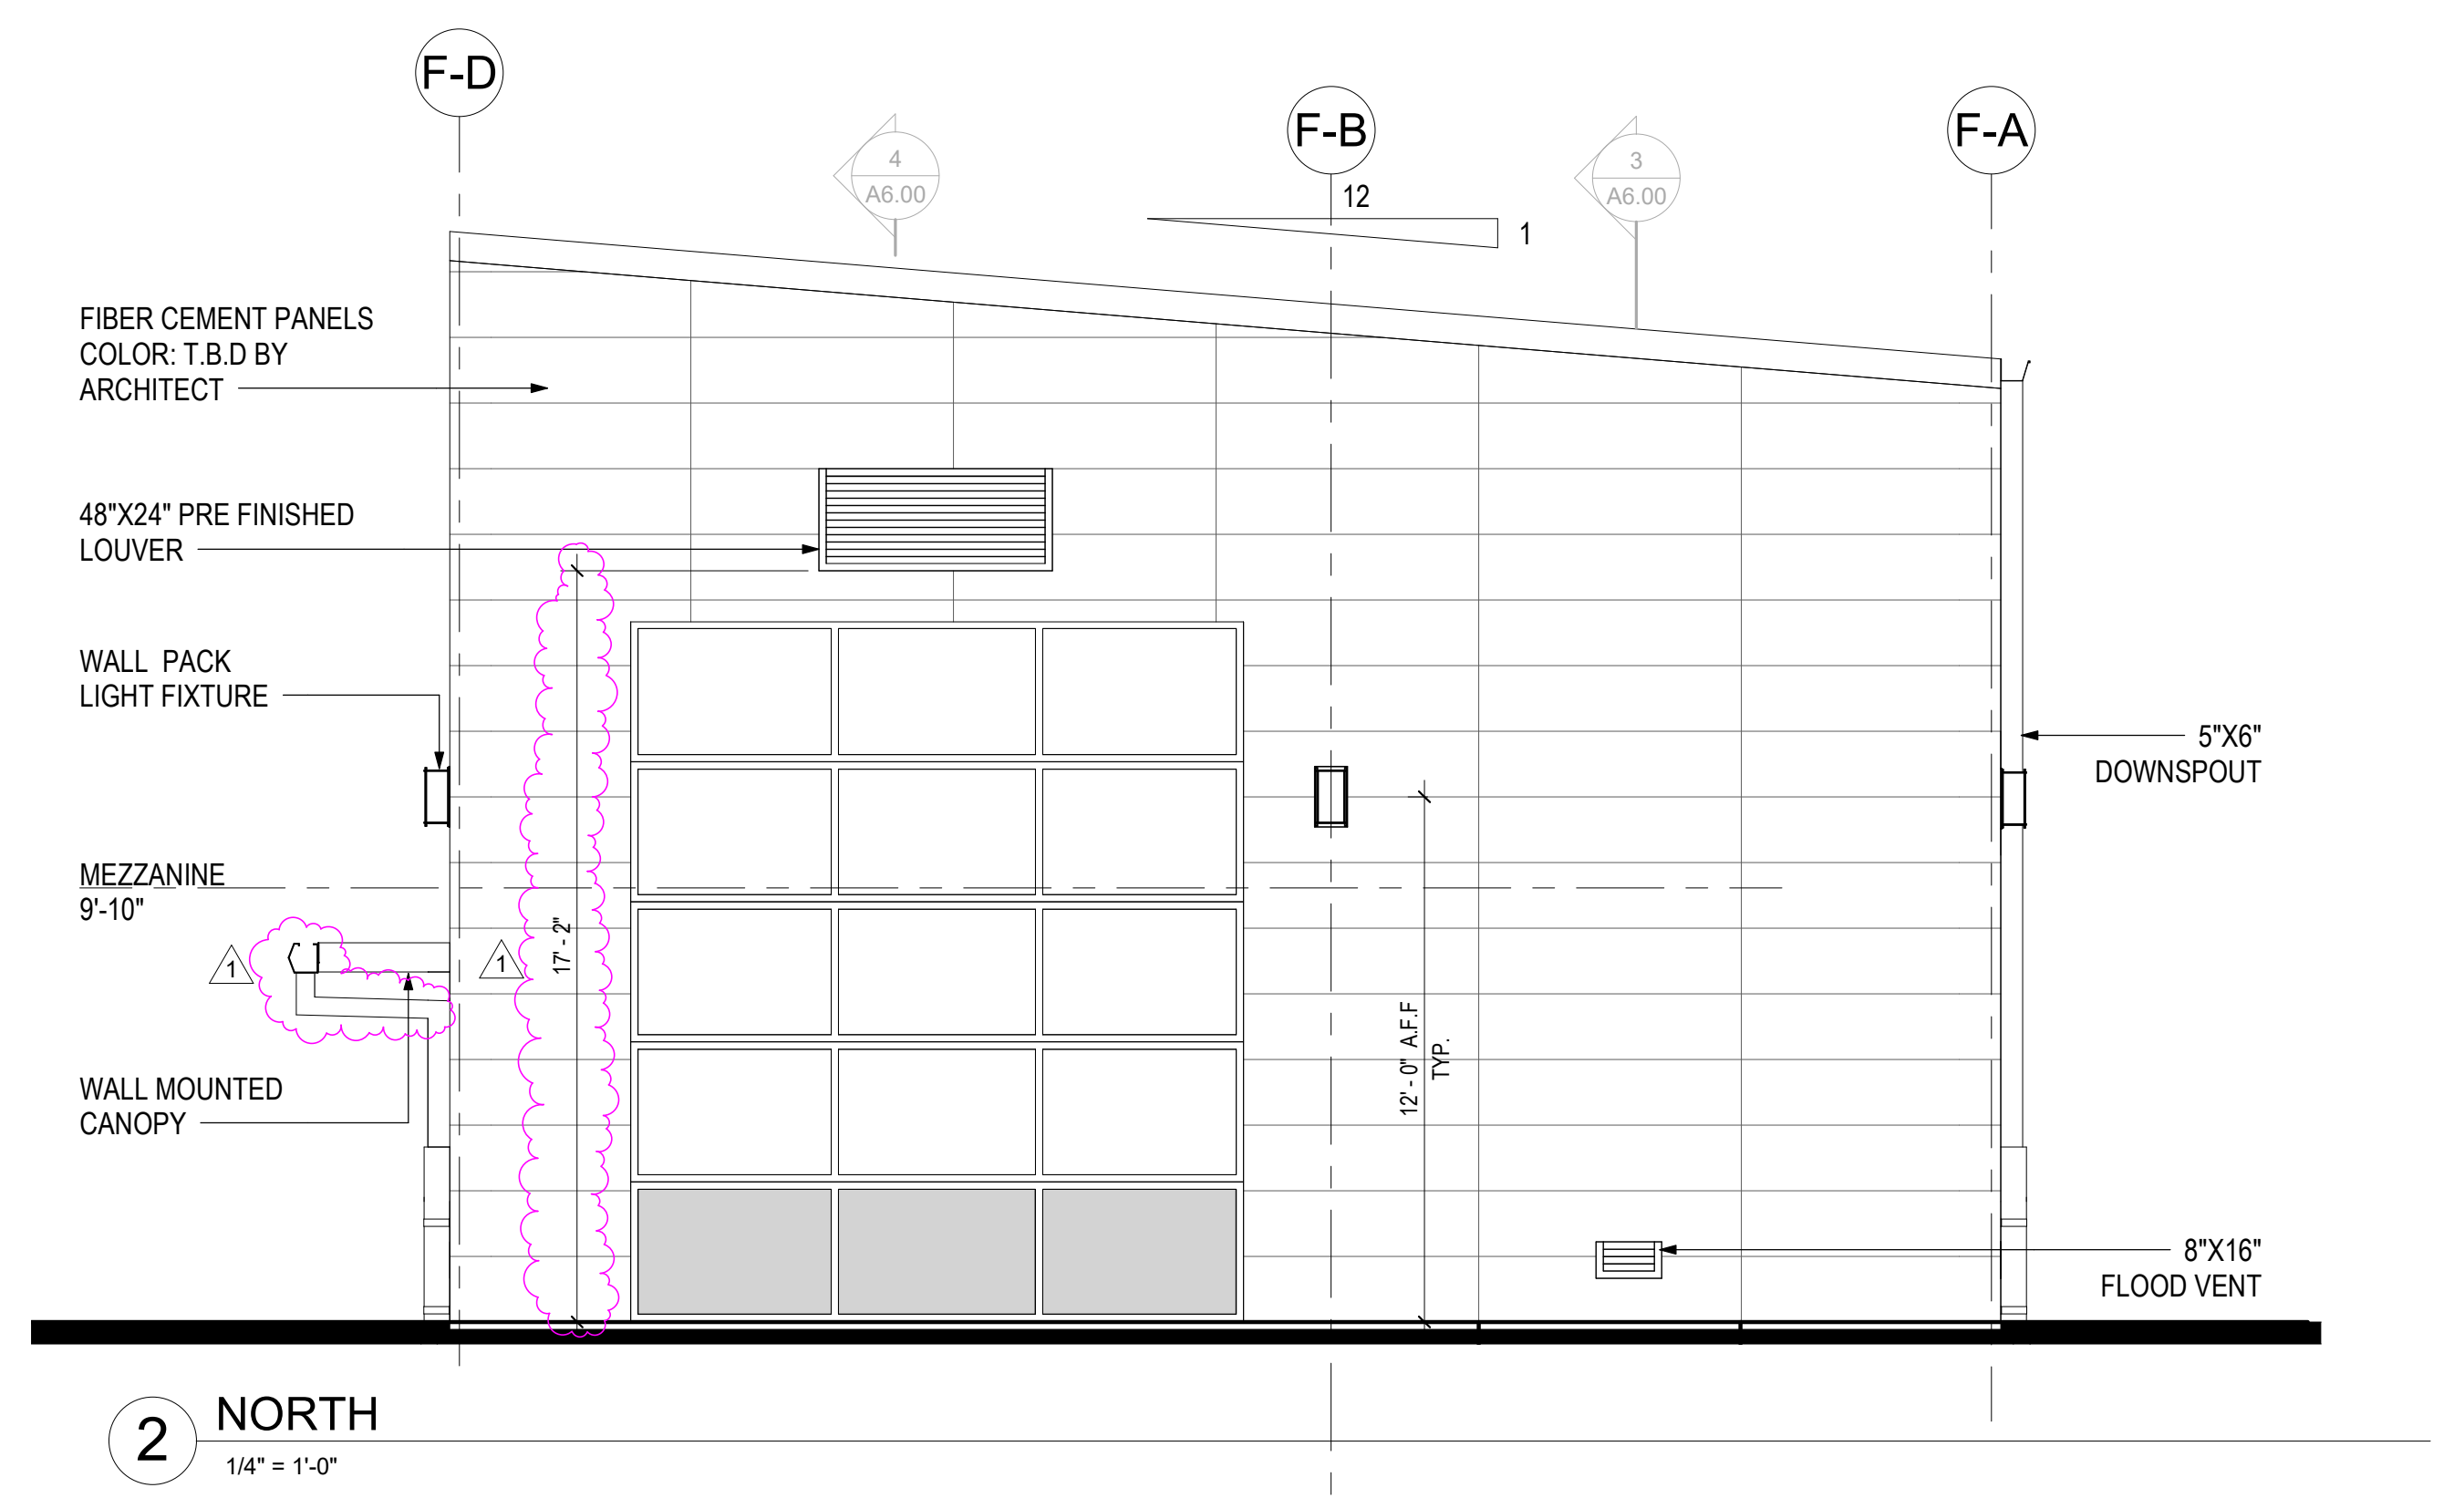 F-D
F-B
F-A
4
A6.00
3
A6.00
12
1
FIBER CEMENT PANELS
COLOR: T.B.D BY
ARCHITECT
48"X24" PRE FINISHED
LOUVER
WALL PACK
LIGHT FIXTURE
5"X6"
DOWNSPOUT
MEZZANINE
9'-10"
1
1
17' - 2"
12' - 0" A.F.F
TYP.
WALL MOUNTED
CANOPY
8"X16"
FLOOD VENT
2
NORTH
1/4" = 1'-0"